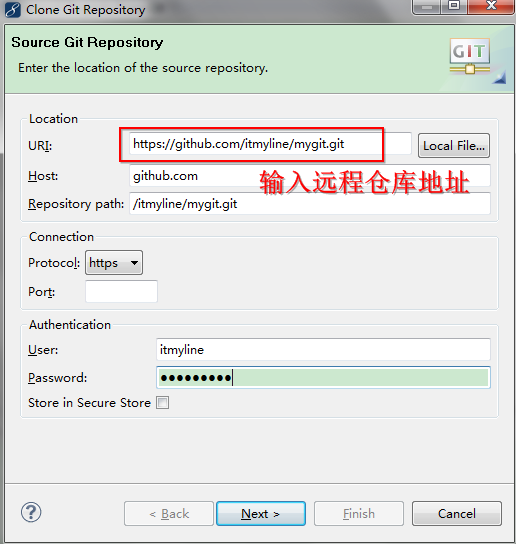 Clone Git Repository
Source Git Repository
Enter the location of the source repository.
GIT
Location
URI: https://github.com/itmyline/mygit.git Local File...
Host: github.com
输入远程仓库地址
Repository path: /itmyline/mygit.git
Connection
Protocol: https
Port:
Authentication
User: itmyline
Password: ●●●●●●●●●
Store in Secure Store
< Back Next > Finish Cancel